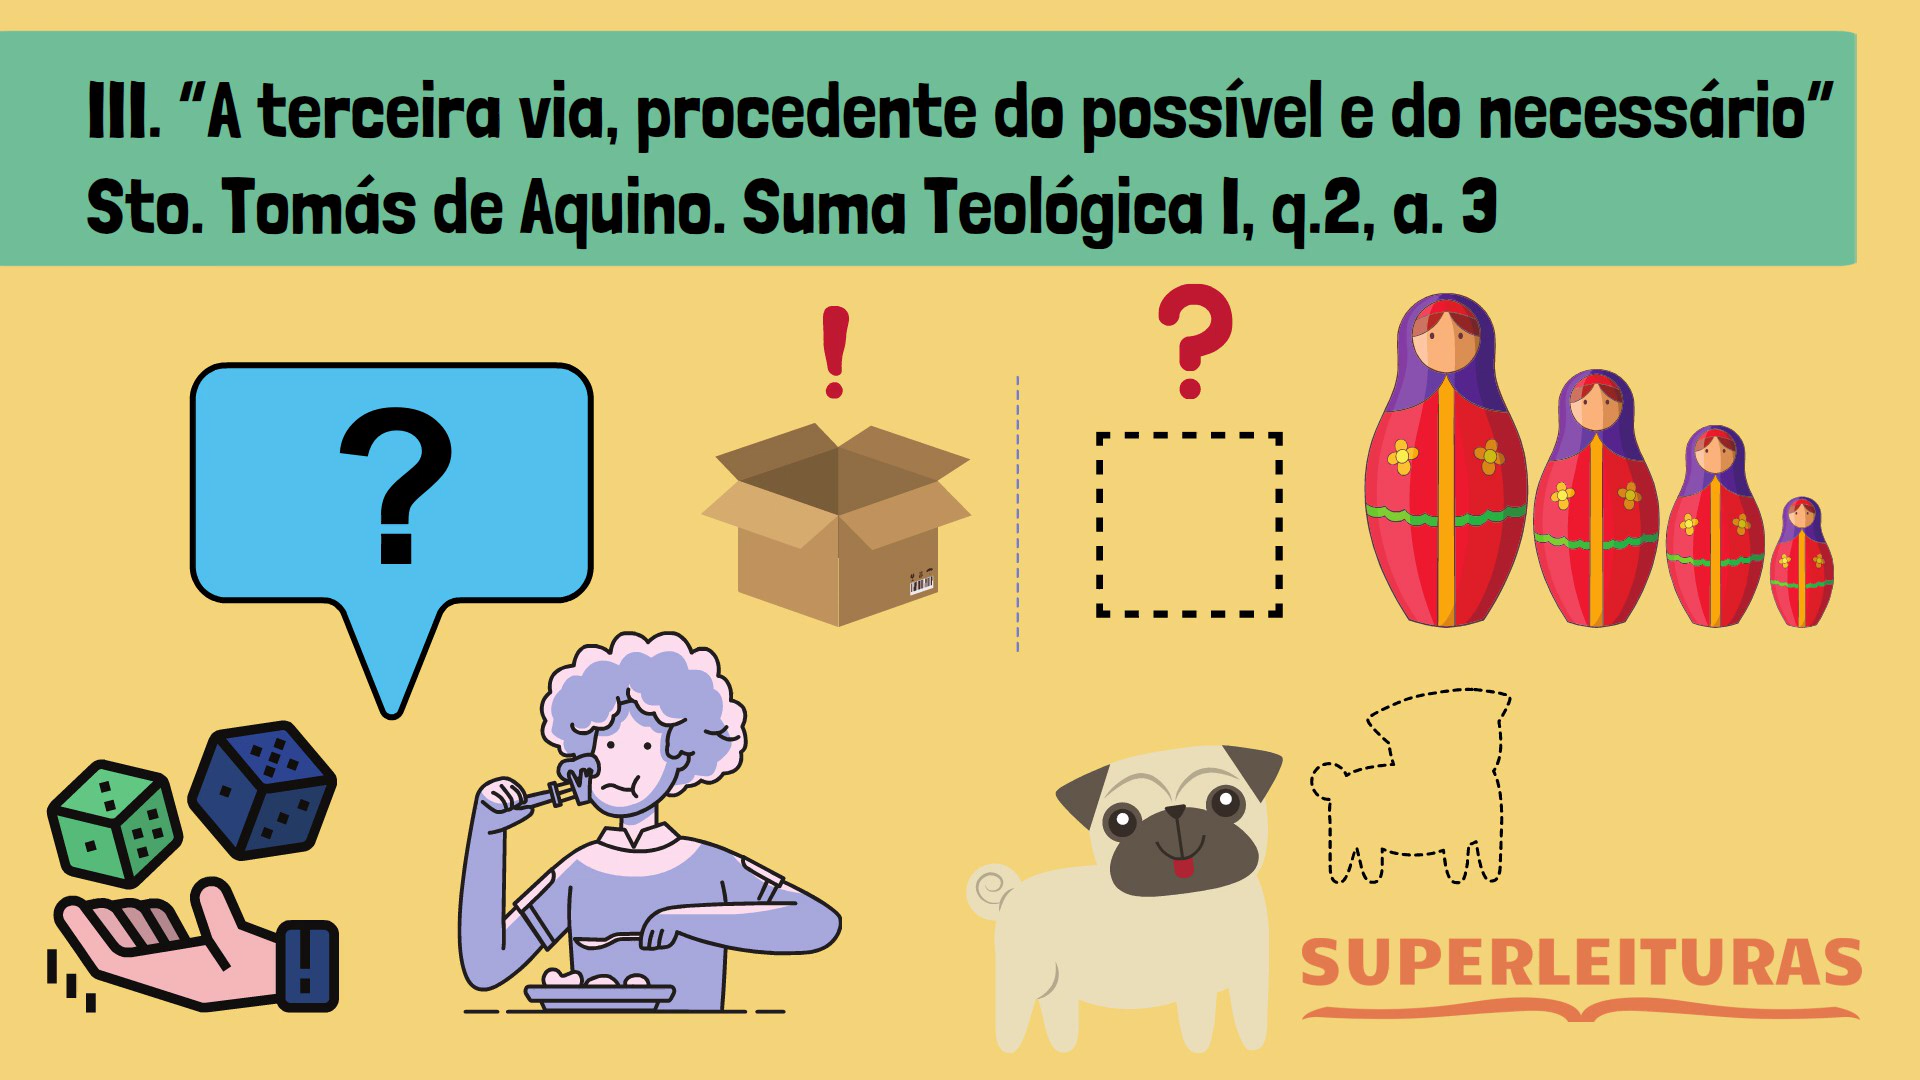 III. "A terceira via, procedente do possível e do necessário"
Sto. Tomás de Aquino. Suma Teológica I, q.2, a. 3
!
?
?
SUPERLEITURAS